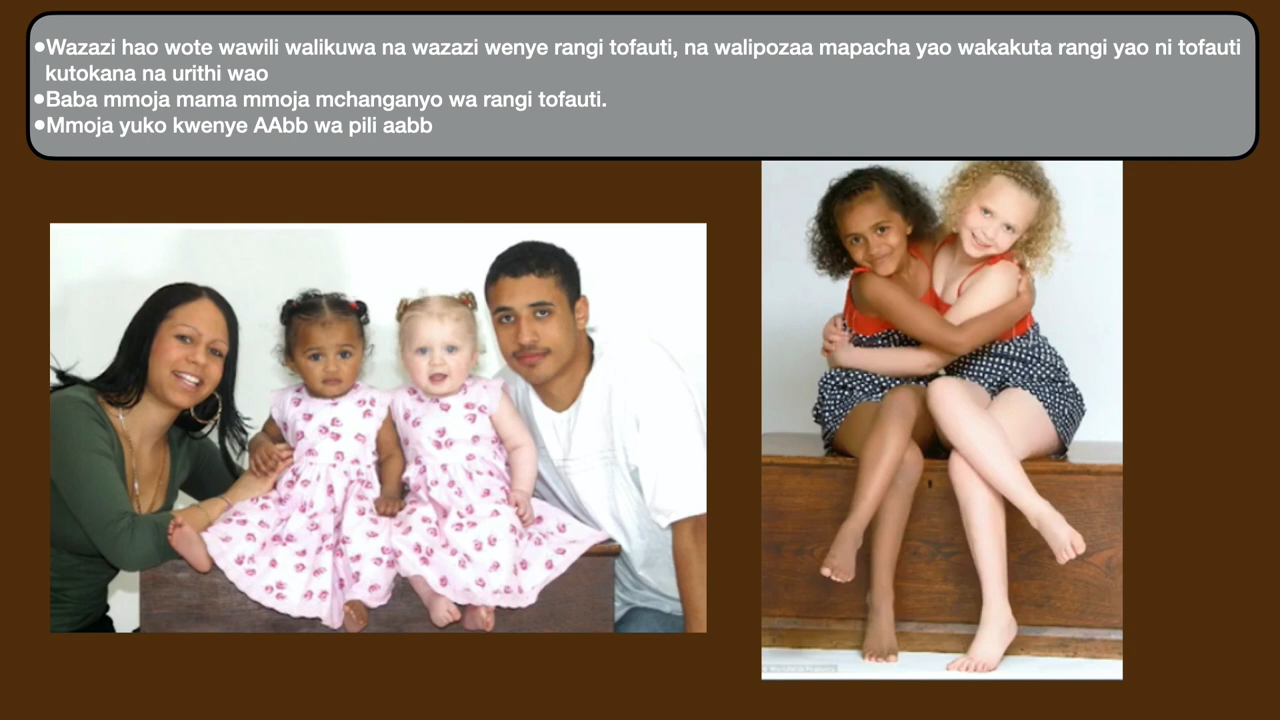 •Wazazi hao wote wawili walikuwa na wazazi wenye rangi tofauti, na walipozaa mapacha yao wakakuta rangi yao ni tofauti
kutokana na urithi wao
•Baba mmoja mama mmoja mchanganyo wa rangi tofauti.
•Mmoja yuko kwenye AAbb wa pili aabb